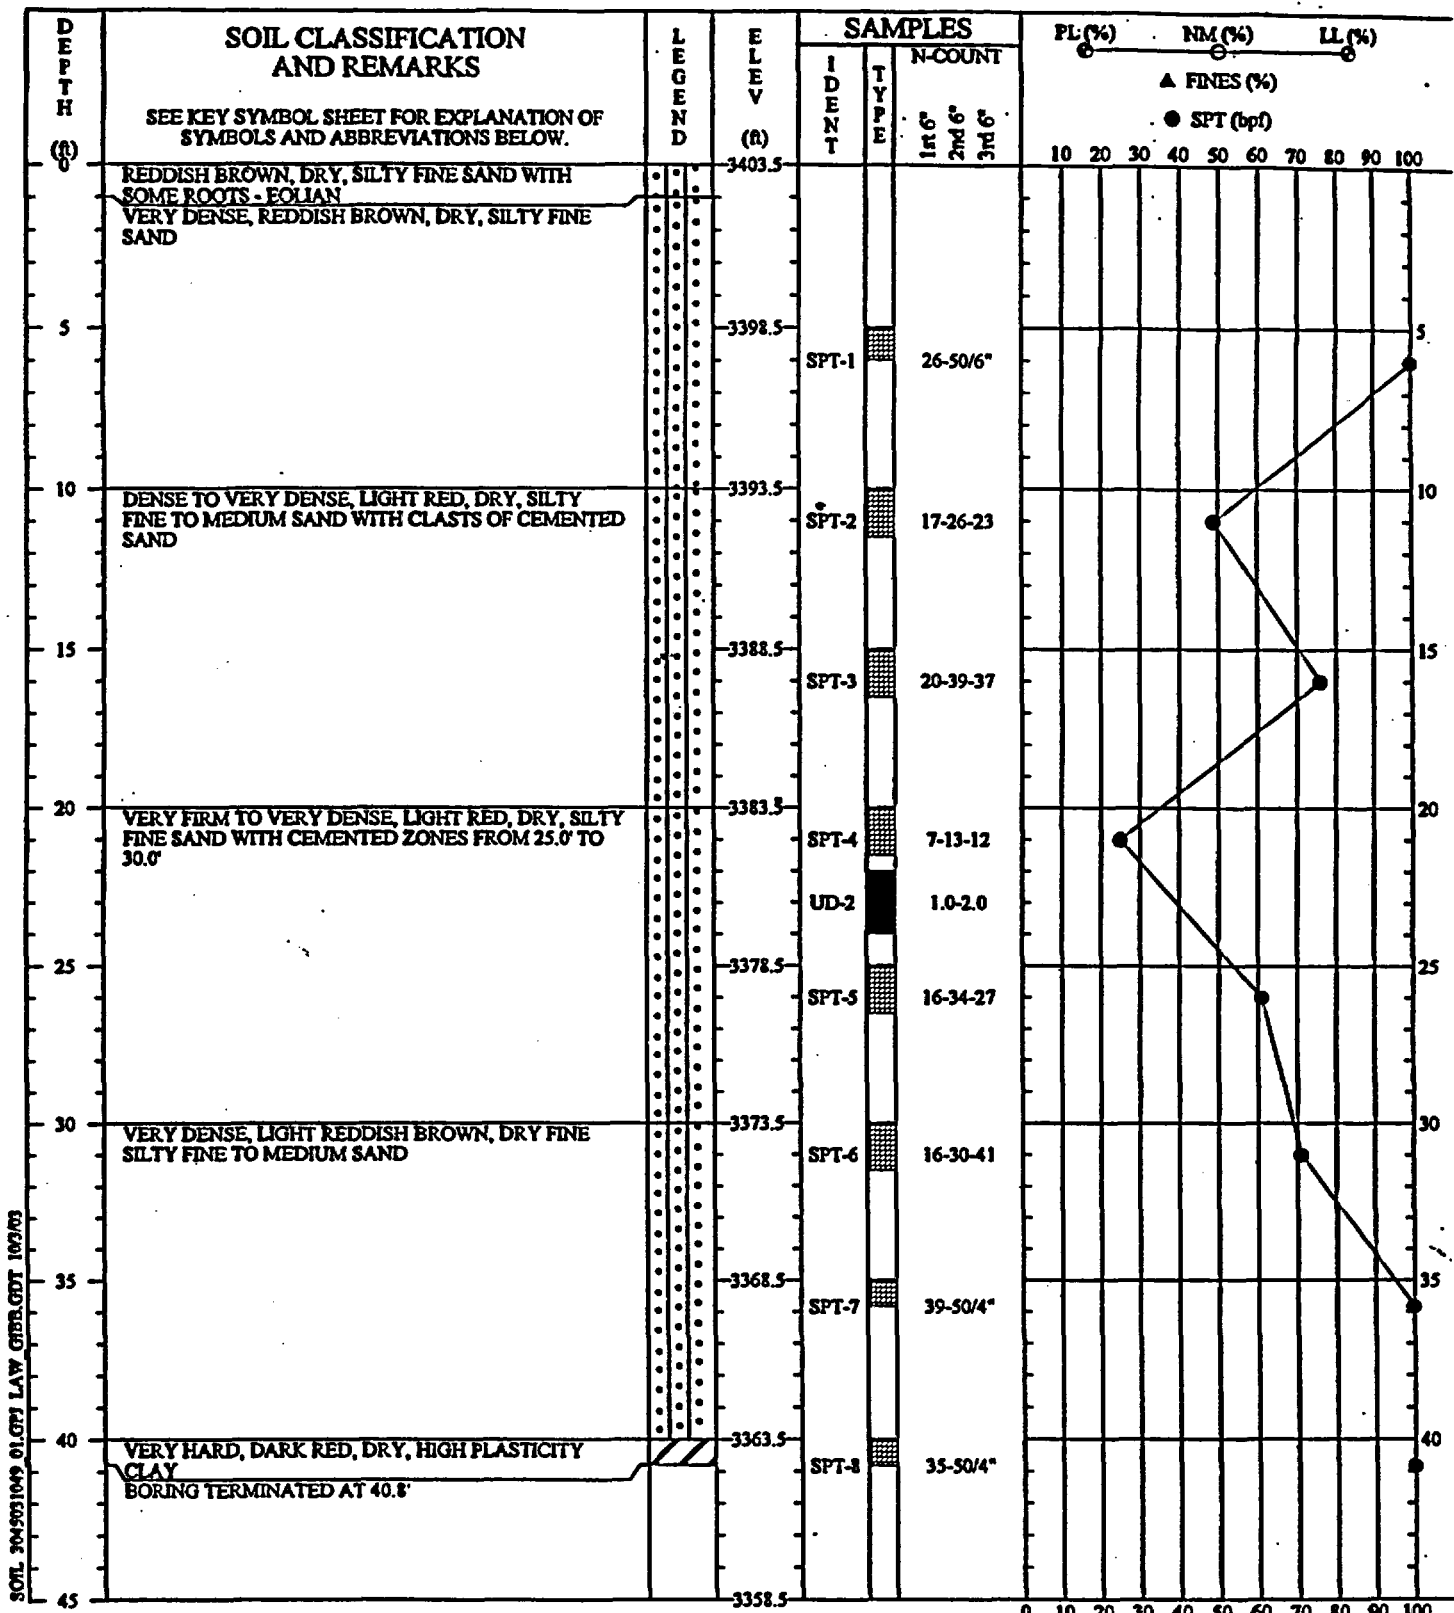 DEPTH (ft)
SOIL CLASSIFICATION
AND REMARKS
SEE KEY SYMBOL SHEET FOR EXPLANATION OF
SYMBOLS AND ABBREVIATIONS BELOW.
LEGEND
ELEV (ft)
SAMPLES
IDENT
TYPE
N-COUNT
1st 6"
2nd 6"
3rd 6"
PL (%) NM (%) LL (%)
▲ FINES (%)
● SPT (bpf)
10 20 30 40 50 60 70 80 90 100
0
REDDISH BROWN, DRY, SILTY FINE SAND WITH
SOME ROOTS - EOLIAN
3403.5
VERY DENSE, REDDISH BROWN, DRY, SILTY FINE
SAND
5 3398.5 5
SPT-1 26-50/6"
10 3393.5 10
DENSE TO VERY DENSE, LIGHT RED, DRY, SILTY
FINE TO MEDIUM SAND WITH CLASTS OF CEMENTED
SAND
SPT-2 17-26-23
15 3388.5 15
SPT-3 20-39-37
20 3383.5 20
VERY FIRM TO VERY DENSE, LIGHT RED, DRY, SILTY
FINE SAND WITH CEMENTED ZONES FROM 25.0' TO
30.0'
SPT-4 7-13-12
UD-2 1.0-2.0
25 3378.5 25
SPT-5 16-34-27
30 3373.5 30
VERY DENSE, LIGHT REDDISH BROWN, DRY FINE
SILTY FINE TO MEDIUM SAND
SPT-6 16-30-41
35 3368.5 35
SPT-7 39-50/4"
40 3363.5 40
VERY HARD, DARK RED, DRY, HIGH PLASTICITY
CLAY
SPT-8 35-50/4"
BORING TERMINATED AT 40.8'
45 3358.5
0 10 20 30 40 50 60 70 80 90 100
SOIL 3049031049_01.GPJ LAW_GIBB.GDT 10/3/03